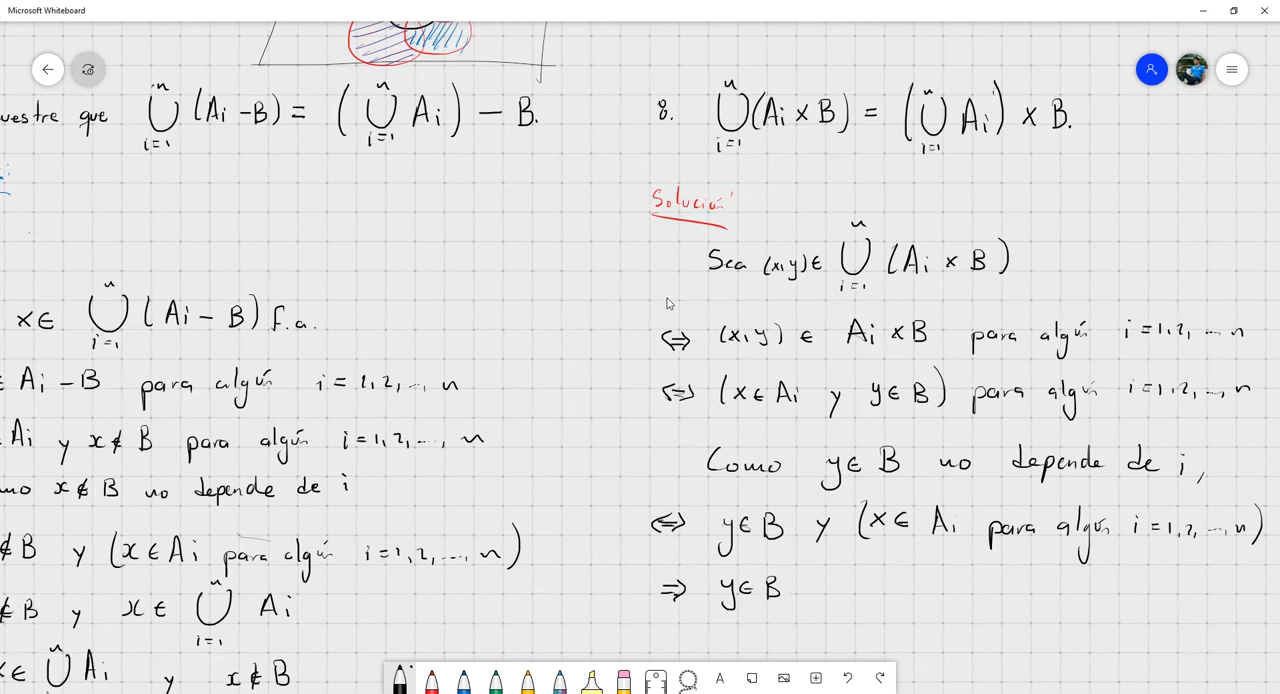 Microsoft Whiteboard
uestre que ⋃_{i=1}^{n} (Ai - B) = (⋃_{i=1}^{n} Ai) - B.
x ∈ ⋃_{i=1}^{n} (Ai - B) f.a.
∈ Ai - B para algún i = 1, 2, ..., n
Ai y x ∉ B para algún i = 1, 2, ..., n
mo x ∉ B no depende de i
∉ B y (x ∈ Ai para algún i = 1, 2, ..., n)
∉ B y x ∈ ⋃_{i=1}^{n} Ai
x ∈ ⋃ⁿ Ai y x ∉ B
8. ⋃_{i=1}^{n} (Ai × B) = (⋃_{i=1}^{n} Ai) × B.
Solución
Sea (x,y) ∈ ⋃_{i=1}^{n} (Ai × B)
⇔ (x,y) ∈ Ai × B para algún i = 1, 2, ..., n
⇔ (x ∈ Ai y y ∈ B) para algún i = 1, 2, ..., n
Como y ∈ B no depende de i,
⇔ y ∈ B y (x ∈ Ai para algún i = 1, 2, ..., n)
⇒ y ∈ B
A